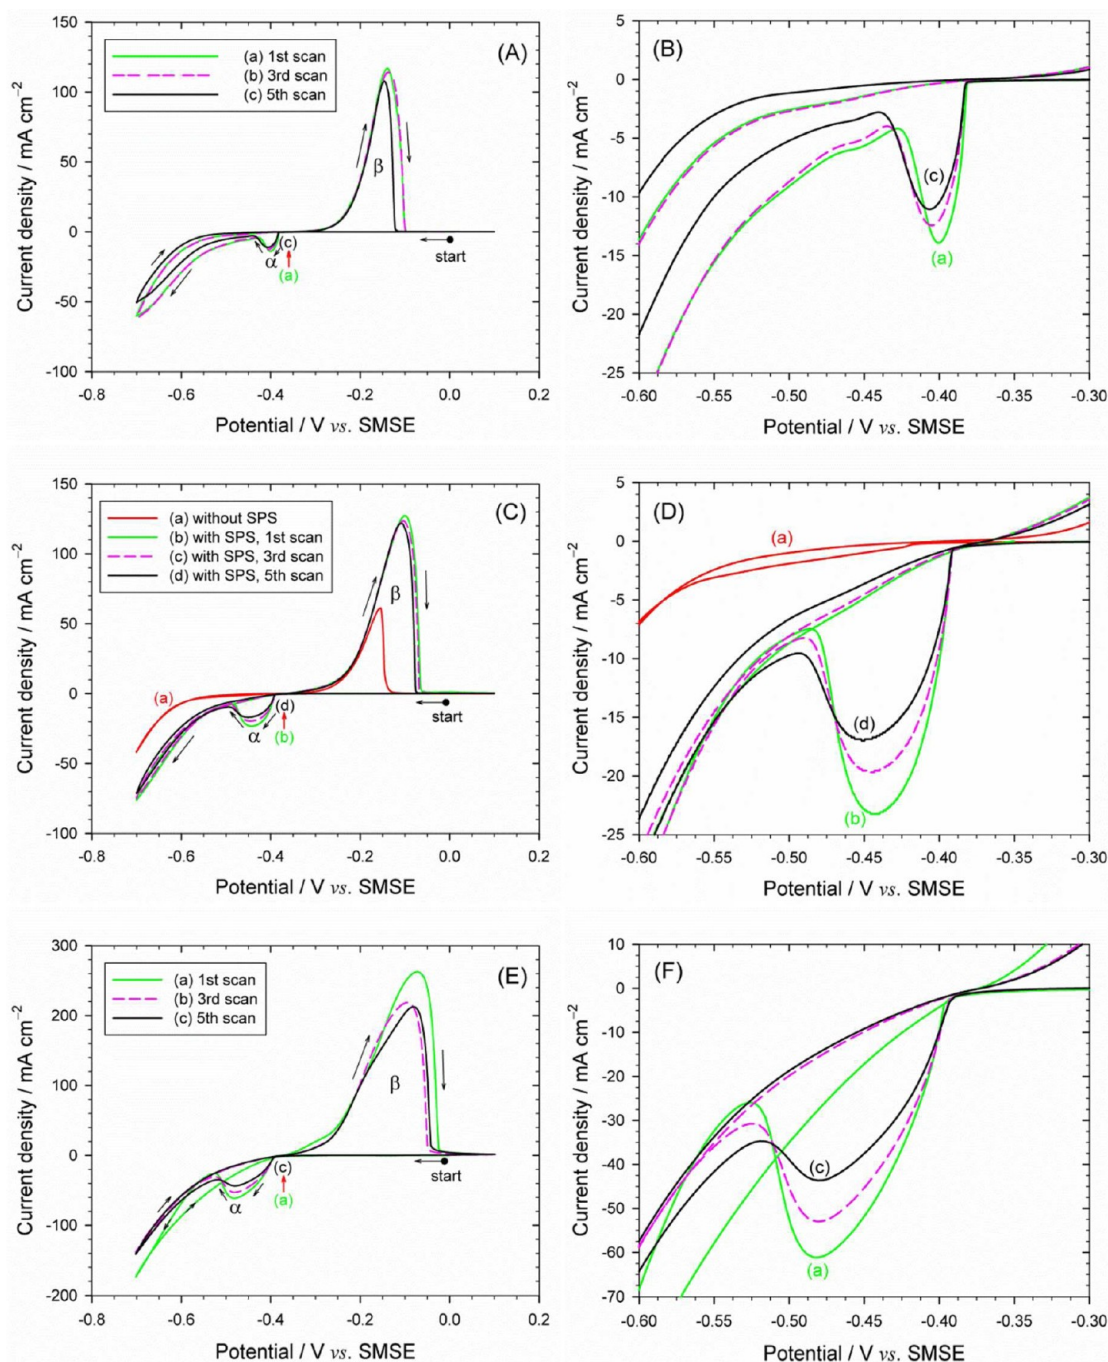 (A)
(a) 1st scan
(b) 3rd scan
(c) 5th scan
150
100
50
0
-50
-100
Current density / mA cm⁻²
β
α
(c)
(a)
start
-0.8
-0.6
-0.4
-0.2
0.0
0.2
Potential / V vs. SMSE
(B)
5
0
-5
-10
-15
-20
-25
Current density / mA cm⁻²
(c)
(a)
-0.60
-0.55
-0.50
-0.45
-0.40
-0.35
-0.30
Potential / V vs. SMSE
(C)
(a) without SPS
(b) with SPS, 1st scan
(c) with SPS, 3rd scan
(d) with SPS, 5th scan
150
100
50
0
-50
-100
Current density / mA cm⁻²
β
(a)
α
(d)
(b)
start
-0.8
-0.6
-0.4
-0.2
0.0
0.2
Potential / V vs. SMSE
(D)
5
0
-5
-10
-15
-20
-25
Current density / mA cm⁻²
(a)
(d)
(b)
-0.60
-0.55
-0.50
-0.45
-0.40
-0.35
-0.30
Potential / V vs. SMSE
(E)
(a) 1st scan
(b) 3rd scan
(c) 5th scan
300
200
100
0
-100
-200
Current density / mA cm⁻²
β
α
(c)
(a)
start
-0.8
-0.6
-0.4
-0.2
0.0
0.2
Potential / V vs. SMSE
(F)
10
0
-10
-20
-30
-40
-50
-60
-70
Current density / mA cm⁻²
(c)
(a)
-0.60
-0.55
-0.50
-0.45
-0.40
-0.35
-0.30
Potential / V vs. SMSE